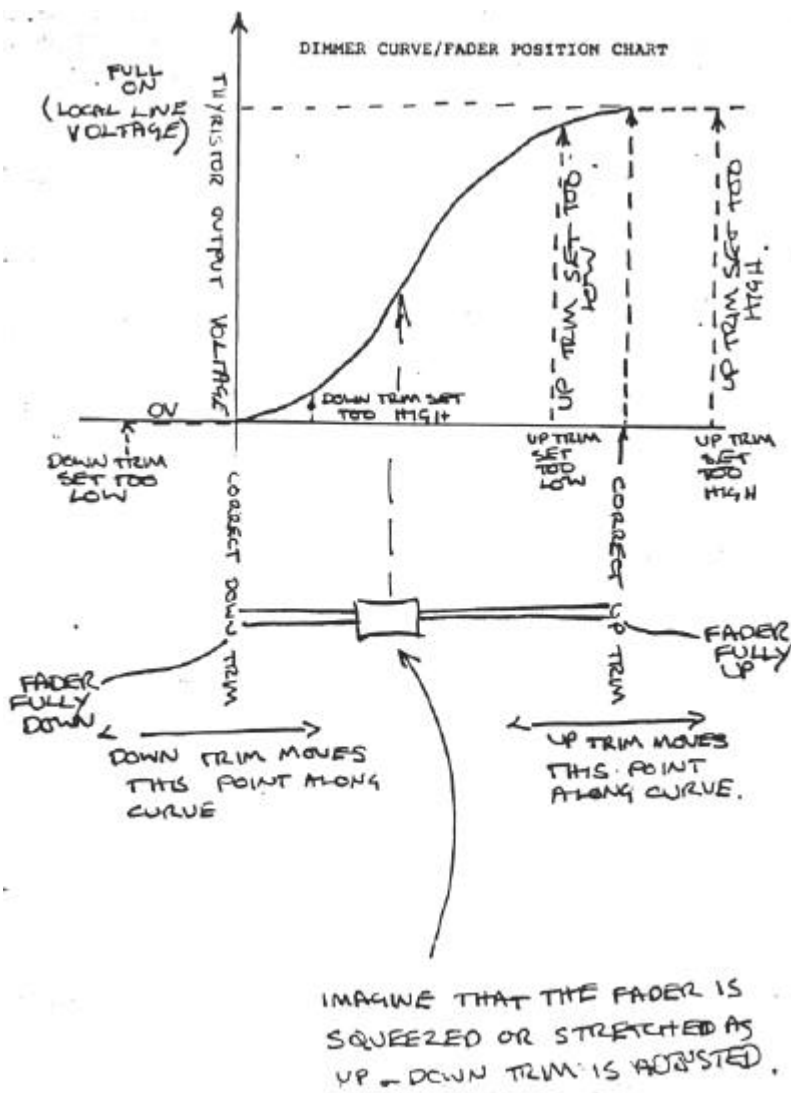 DIMMER CURVE/FADER POSITION CHART
FULL
ON
(LOCAL LINE
VOLTAGE)
THYRISTOR OUTPUT VOLTAGE
0V
DOWN TRIM
SET TOO
LOW
DOWN TRIM SET
TOO HIGH
UP TRIM SET TOO
LOW
UP TRIM SET TOO
HIGH
UP TRIM
SET
TOO
LOW
UP TRIM
SET
TOO
HIGH
CORRECT DOWN TRIM
CORRECT UP TRIM
FADER
FULLY
DOWN
FADER
FULLY
UP
DOWN TRIM MOVES
THIS POINT ALONG
CURVE
UP TRIM MOVES
THIS POINT
ALONG CURVE.
IMAGINE THAT THE FADER IS
SQUEEZED OR STRETCHED AS
UP - DOWN TRIM IS ADJUSTED.